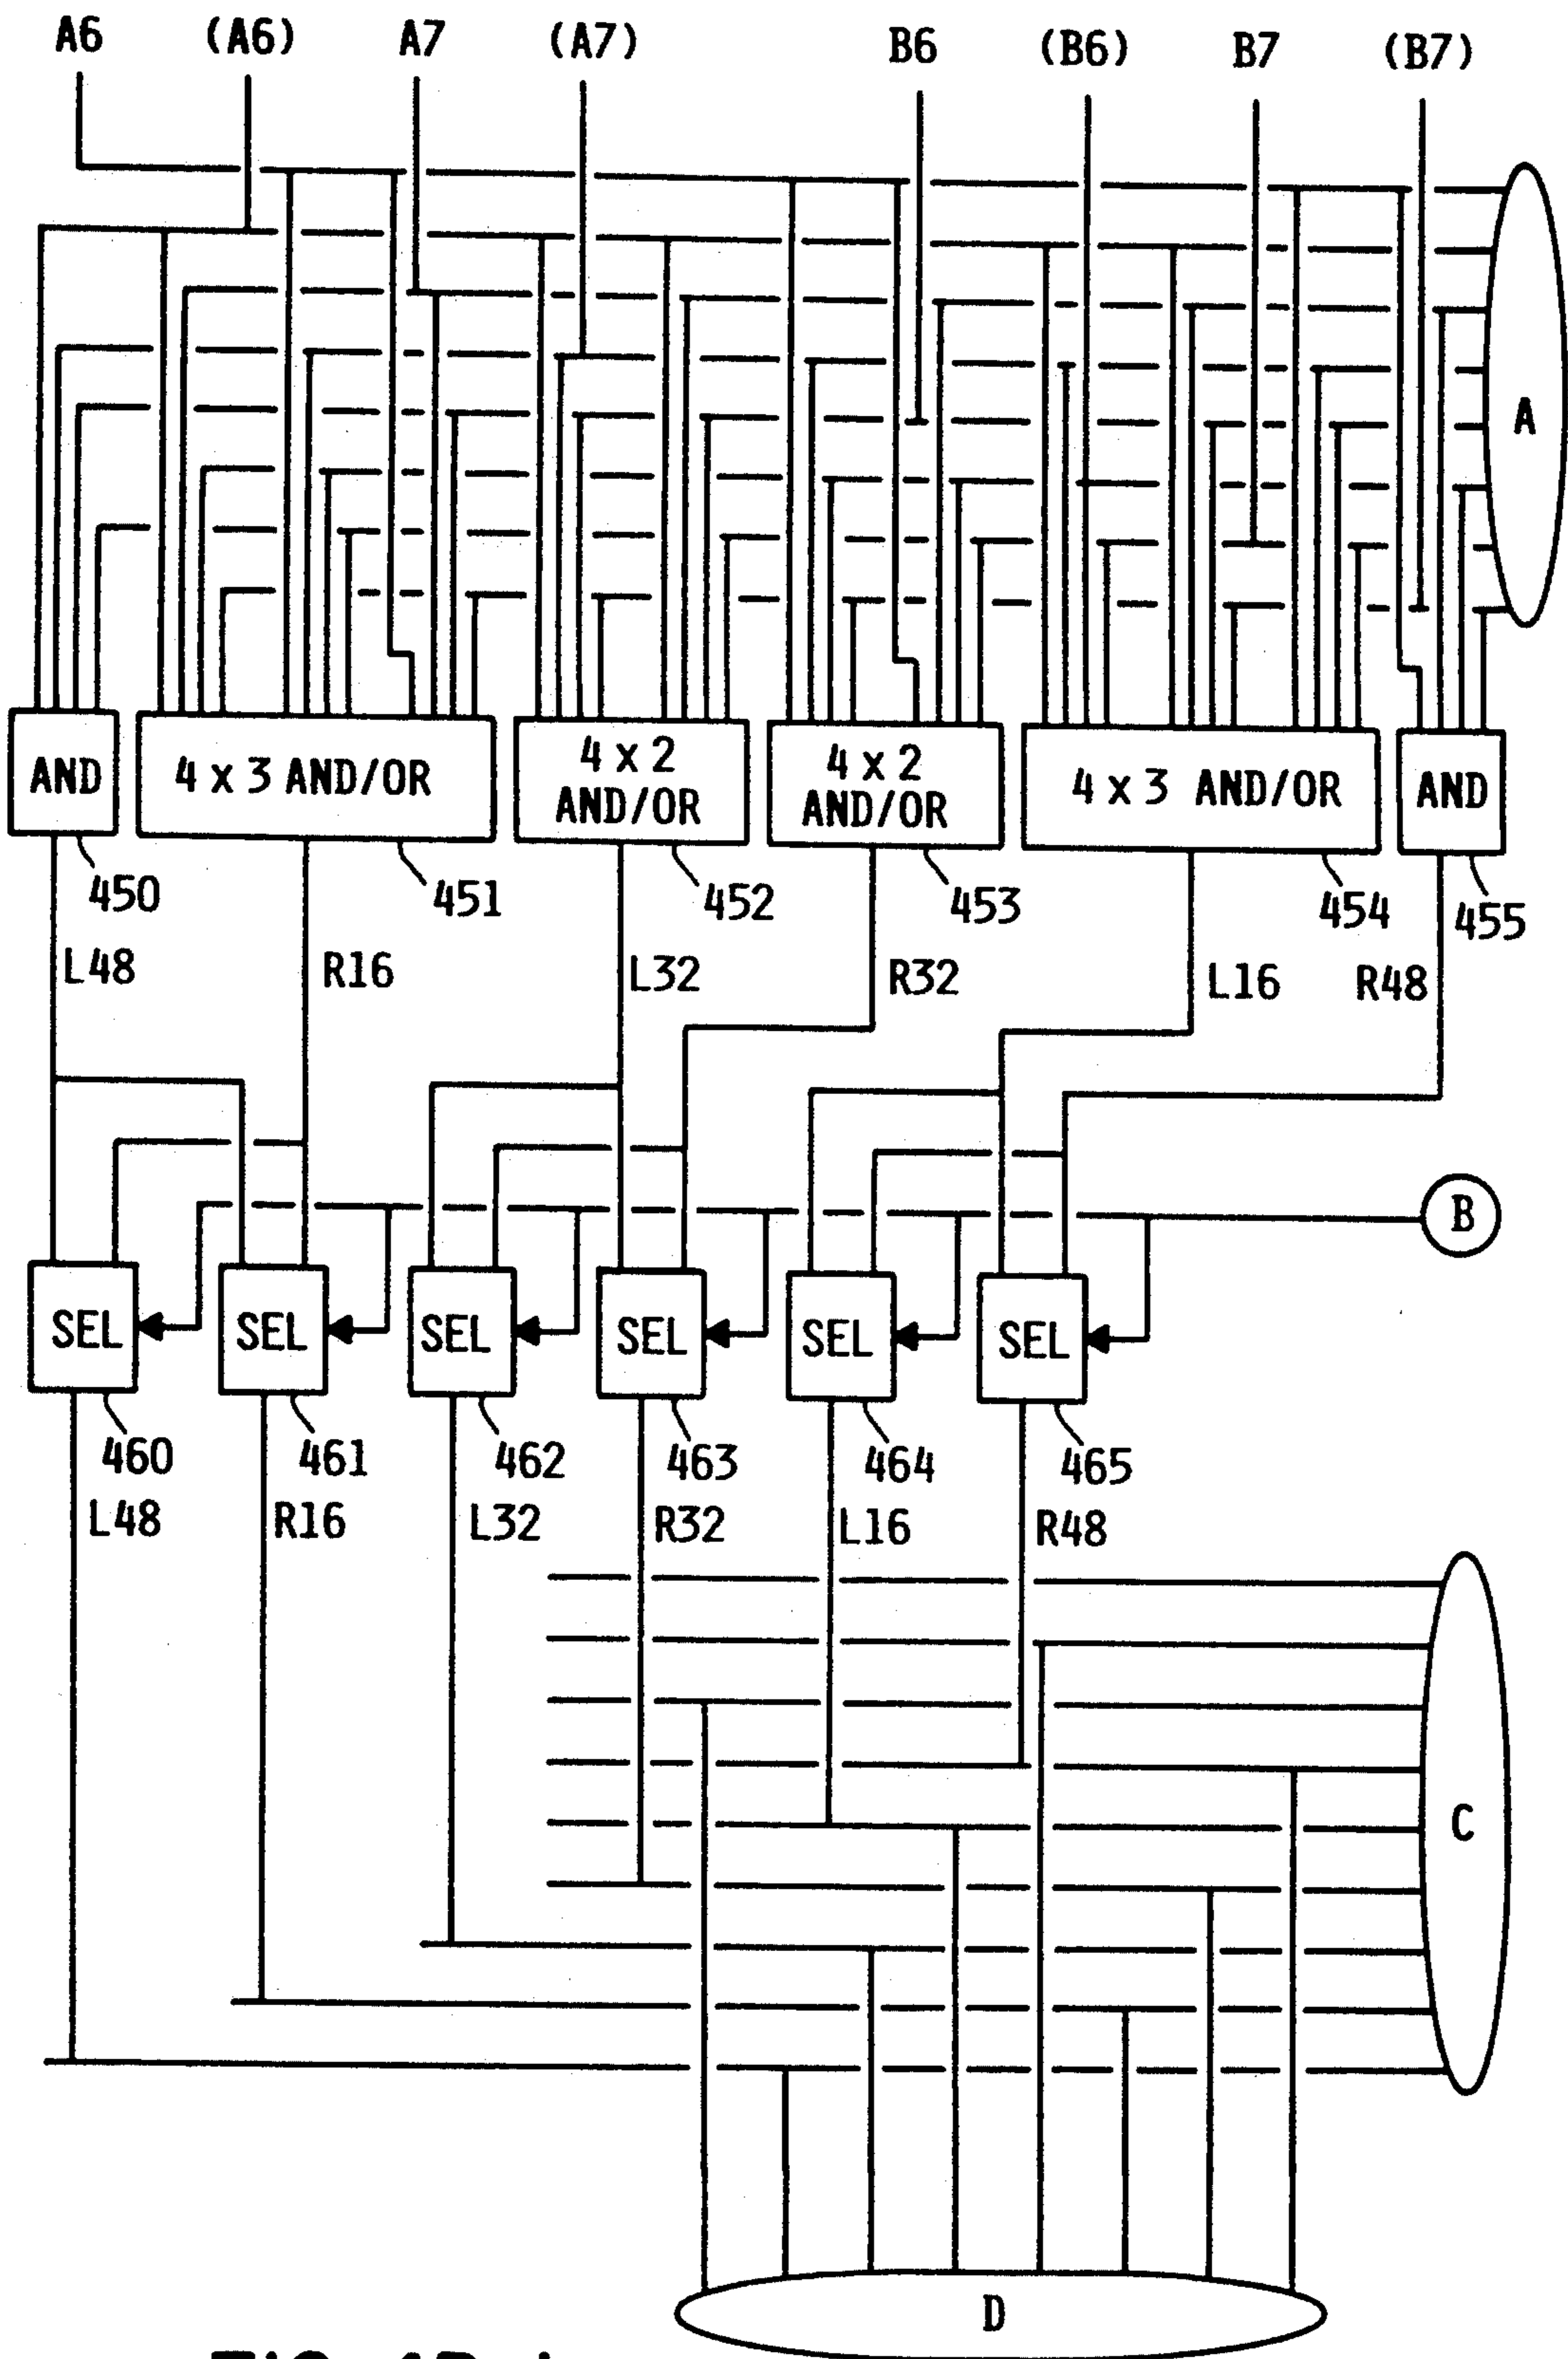 A6 (A6) A7 (A7) B6 (B6) B7 (B7)
A
AND 4 x 3 AND/OR 4 x 2 AND/OR 4 x 2 AND/OR 4 x 3 AND/OR AND
450 451 452 453 454 455
L48 R16 L32 R32 L16 R48
B
SEL SEL SEL SEL SEL SEL
460 461 462 463 464 465
L48 R16 L32 R32 L16 R48
C
D